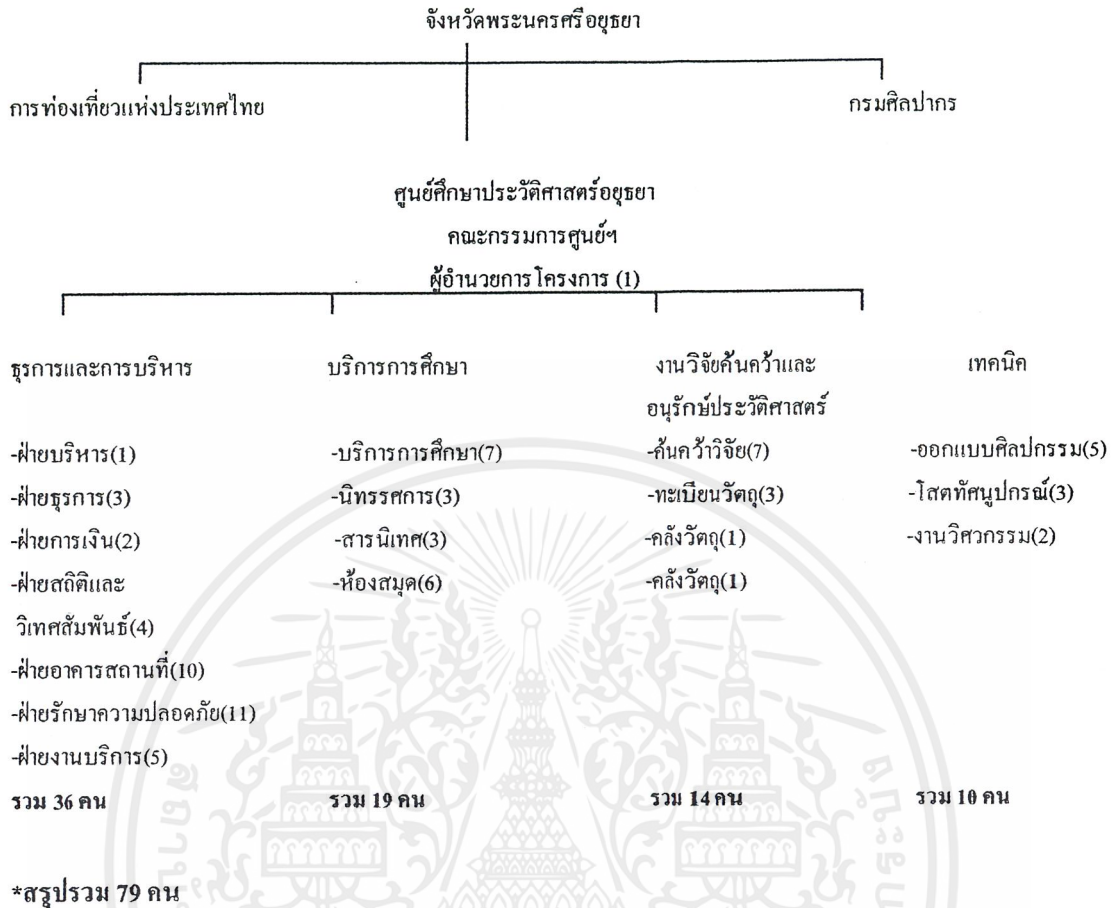 จังหวัดพระนครศรีอยุธยา
การท่องเที่ยวแห่งประเทศไทย
กรมศิลปากร
ศูนย์ศึกษาประวัติศาสตร์อยุธยา
คณะกรรมการศูนย์ฯ
ผู้อำนวยการโครงการ (1)
ธุรการและการบริหาร
-ฝ่ายบริหาร(1)
-ฝ่ายธุรการ(3)
-ฝ่ายการเงิน(2)
-ฝ่ายสถิติและ
วิเทศสัมพันธ์(4)
-ฝ่ายอาคารสถานที่(10)
-ฝ่ายรักษาความปลอดภัย(11)
-ฝ่ายงานบริการ(5)
รวม 36 คน
บริการการศึกษา
-บริการการศึกษา(7)
-นิทรรศการ(3)
-สารนิเทศ(3)
-ห้องสมุด(6)
รวม 19 คน
งานวิจัยค้นคว้าและ
อนุรักษ์ประวัติศาสตร์
-ค้นคว้าวิจัย(7)
-ทะเบียนวัตถุ(3)
-คลังวัตถุ(1)
-คลังวัตถุ(1)
รวม 14 คน
เทคนิค
-ออกแบบศิลปกรรม(5)
-โสตทัศนูปกรณ์(3)
-งานวิศวกรรม(2)
รวม 10 คน
*สรุปรวม 79 คน